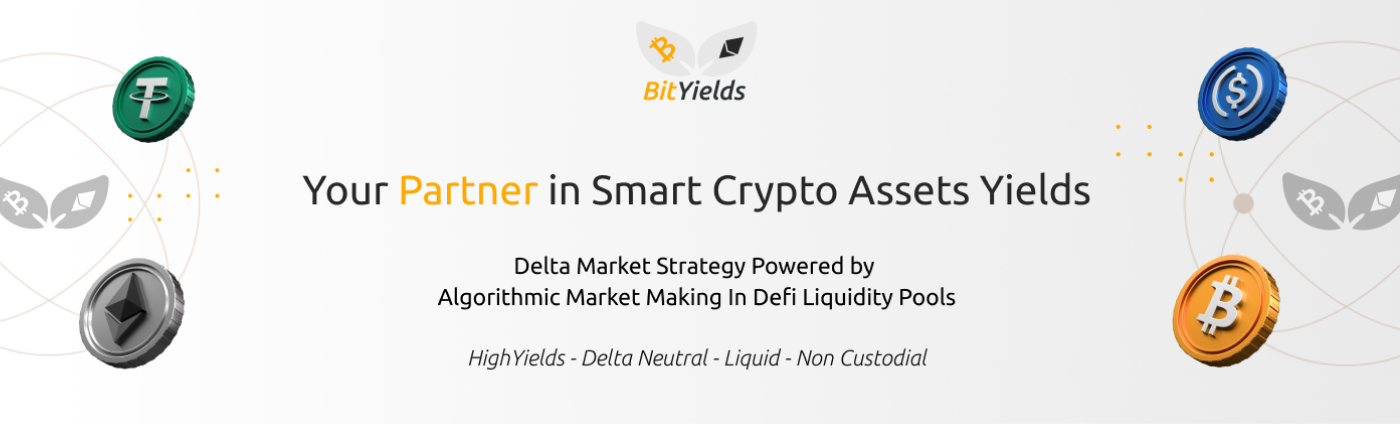 BitYields
Your Partner in Smart Crypto Assets Yields
Delta Market Strategy Powered by
Algorithmic Market Making In Defi Liquidity Pools
HighYields - Delta Neutral - Liquid - Non Custodial